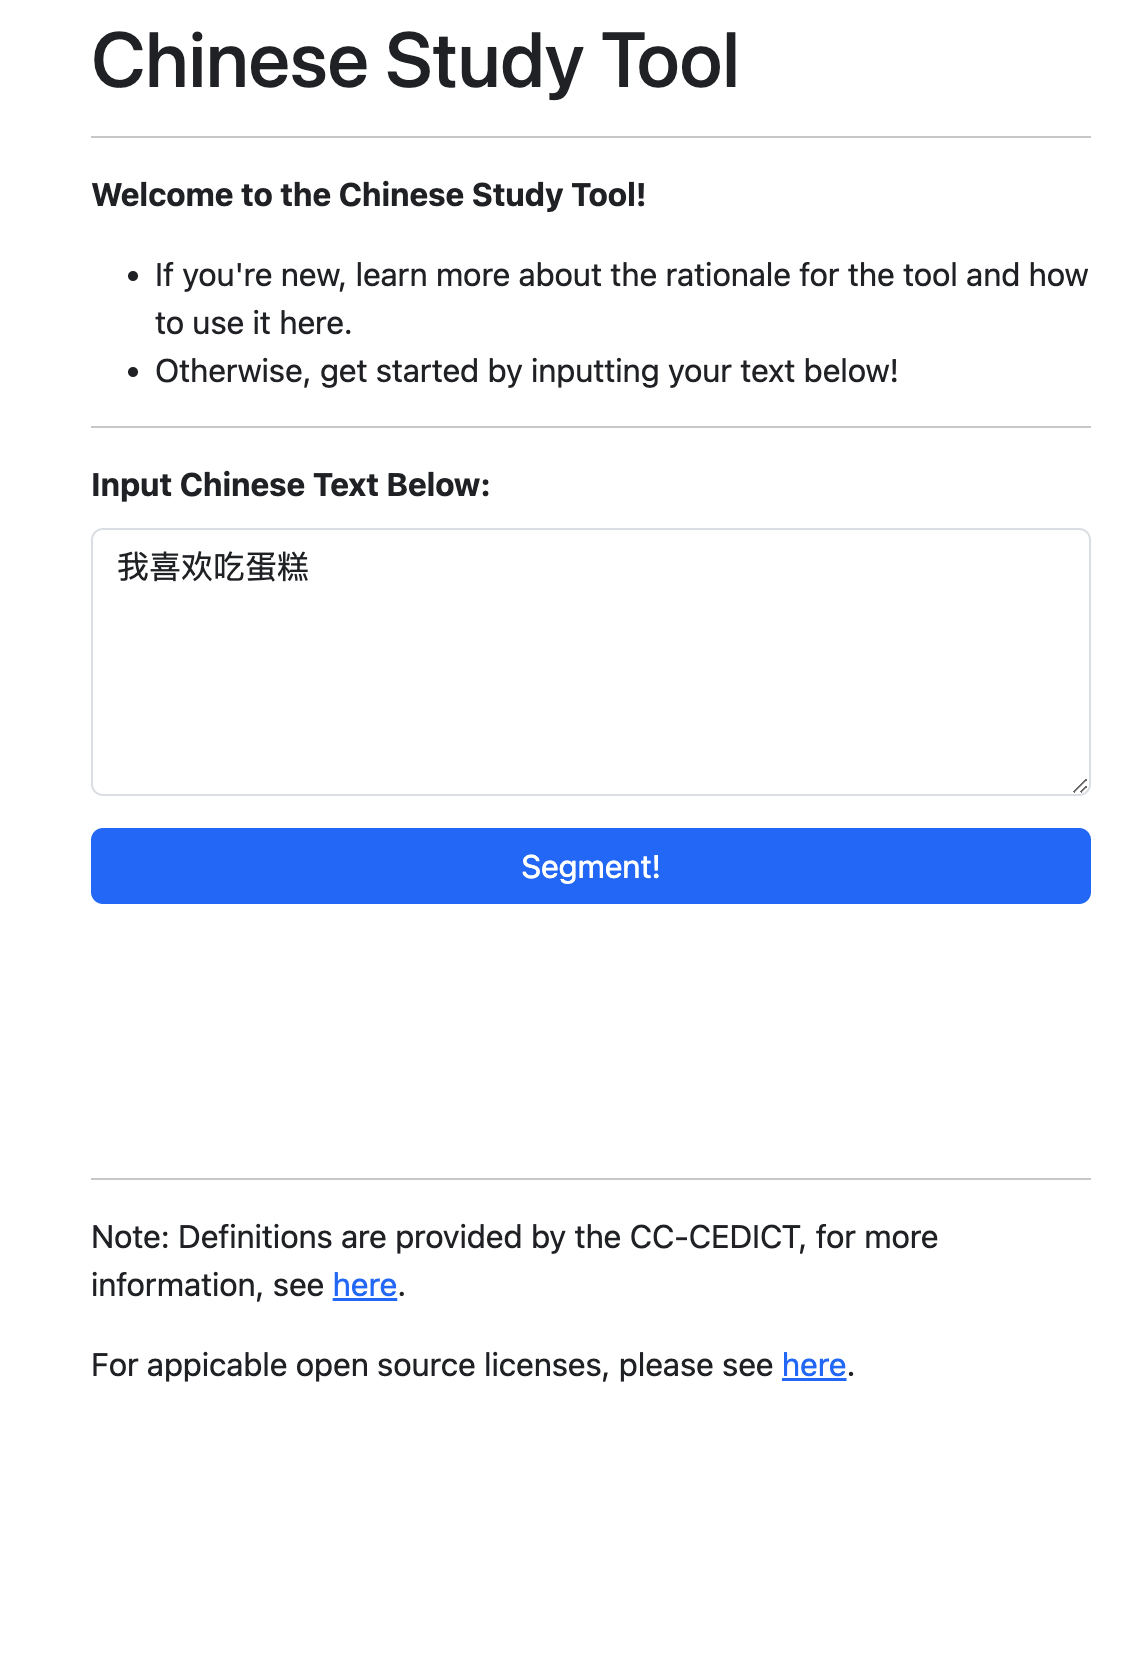 Chinese Study Tool
Welcome to the Chinese Study Tool!
• If you're new, learn more about the rationale for the tool and how
to use it here.
• Otherwise, get started by inputting your text below!
Input Chinese Text Below:
我喜欢吃蛋糕
Segment!
Note: Definitions are provided by the CC-CEDICT, for more
information, see here.
For appicable open source licenses, please see here.